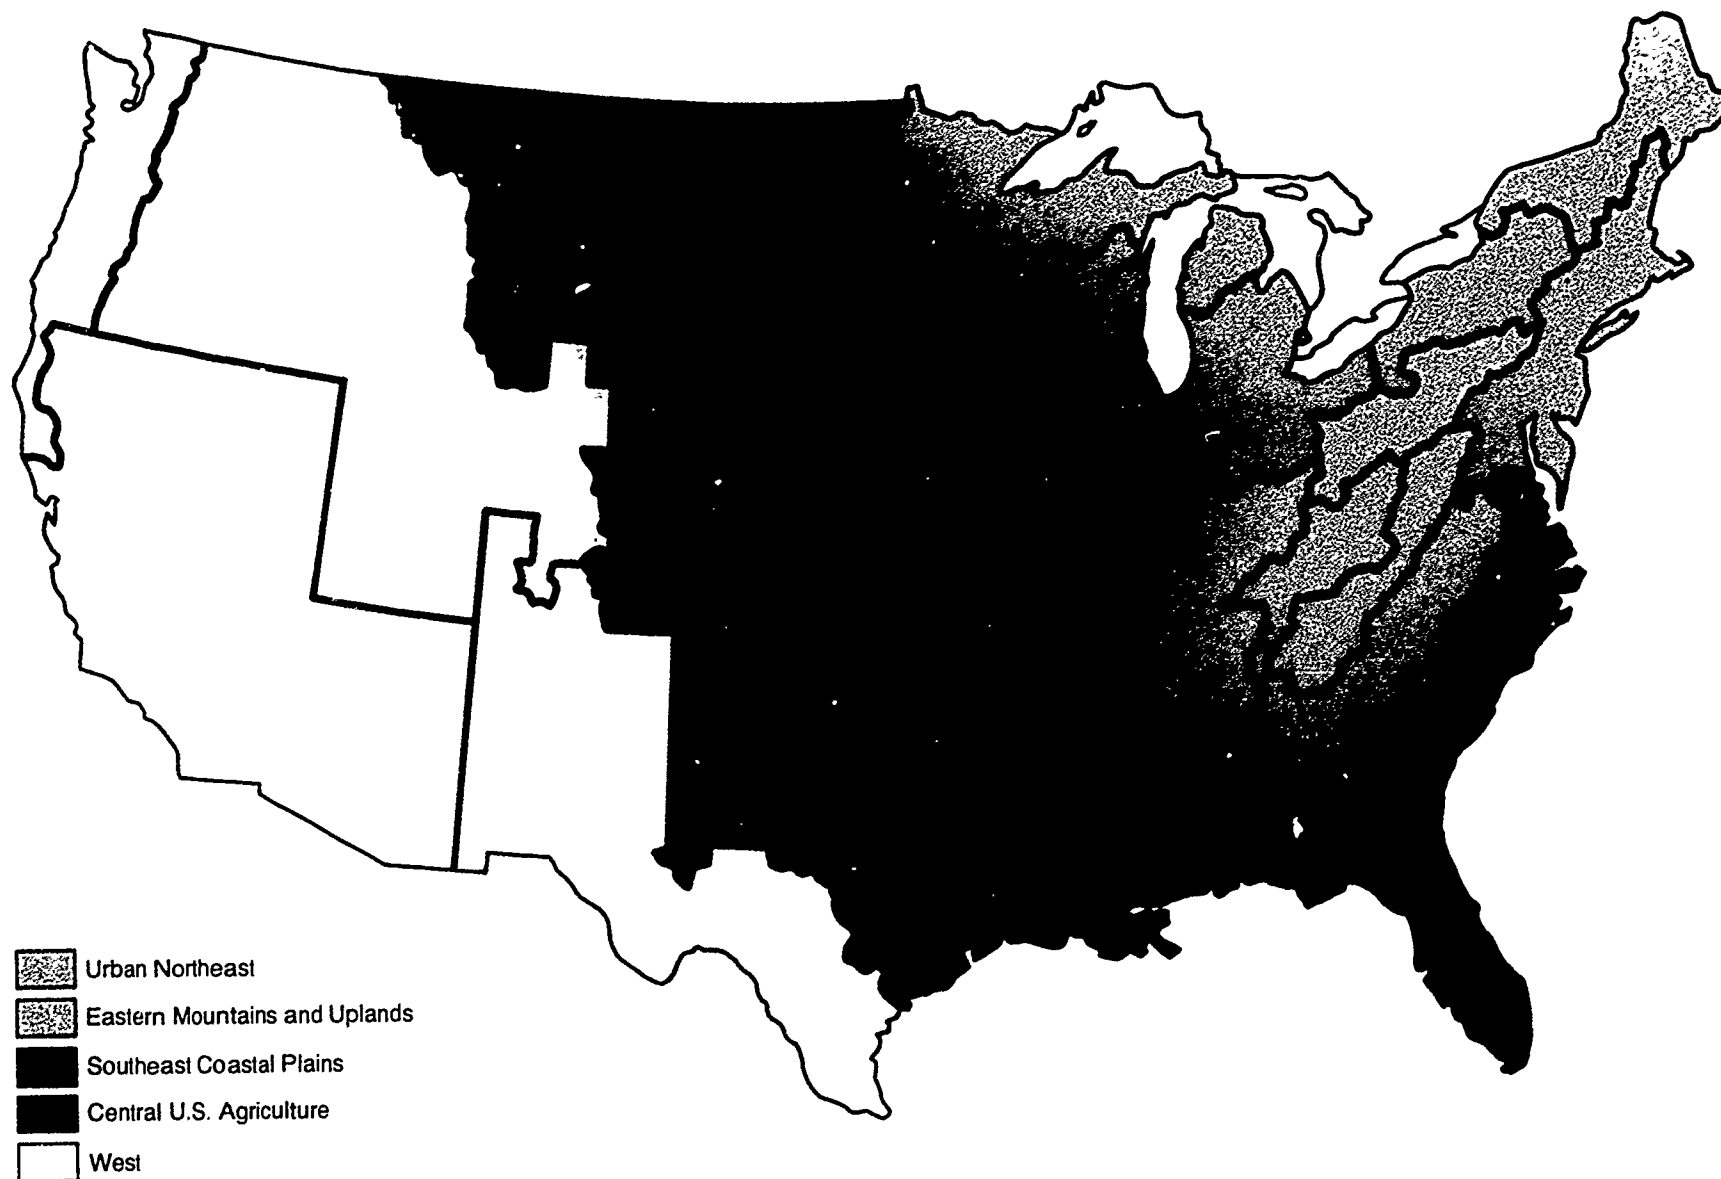 Urban Northeast
Eastern Mountains and Uplands
Southeast Coastal Plains
Central U.S. Agriculture
West